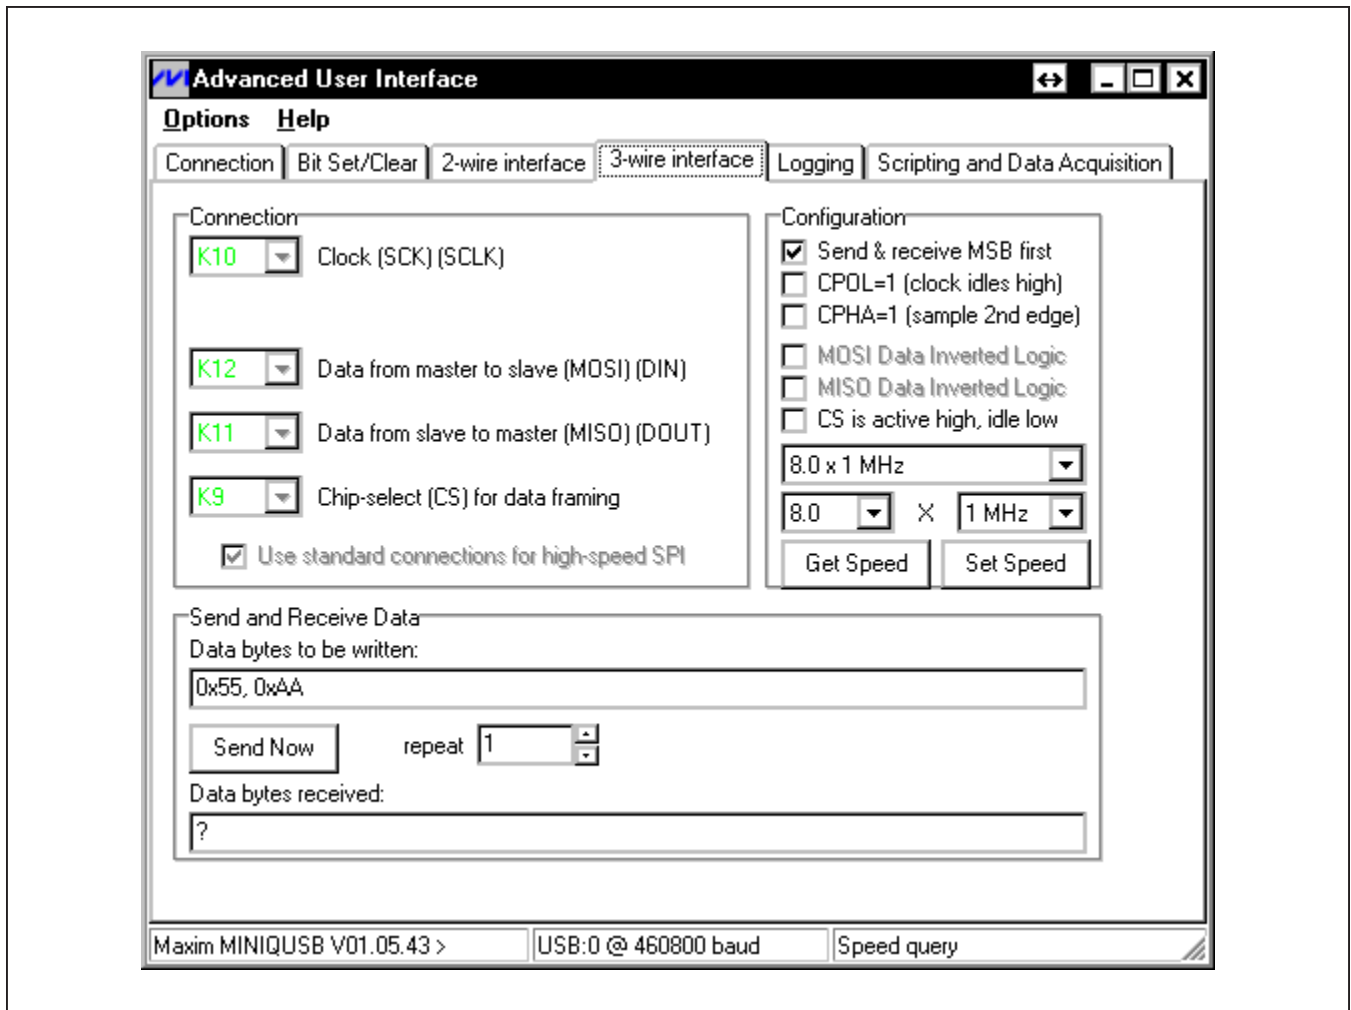 Advanced User Interface
Options Help
Connection Bit Set/Clear 2-wire interface 3-wire interface Logging Scripting and Data Acquisition
Connection
K10 Clock (SCK) (SCLK)
K12 Data from master to slave (MOSI) (DIN)
K11 Data from slave to master (MISO) (DOUT)
K9 Chip-select (CS) for data framing
Use standard connections for high-speed SPI
Configuration
Send & receive MSB first
CPOL=1 (clock idles high)
CPHA=1 (sample 2nd edge)
MOSI Data Inverted Logic
MISO Data Inverted Logic
CS is active high, idle low
8.0 x 1 MHz
8.0 X 1 MHz
Get Speed Set Speed
Send and Receive Data
Data bytes to be written:
0x55, 0xAA
Send Now repeat 1
Data bytes received:
?
Maxim MINIQUSB V01.05.43 > USB:0 @ 460800 baud Speed query